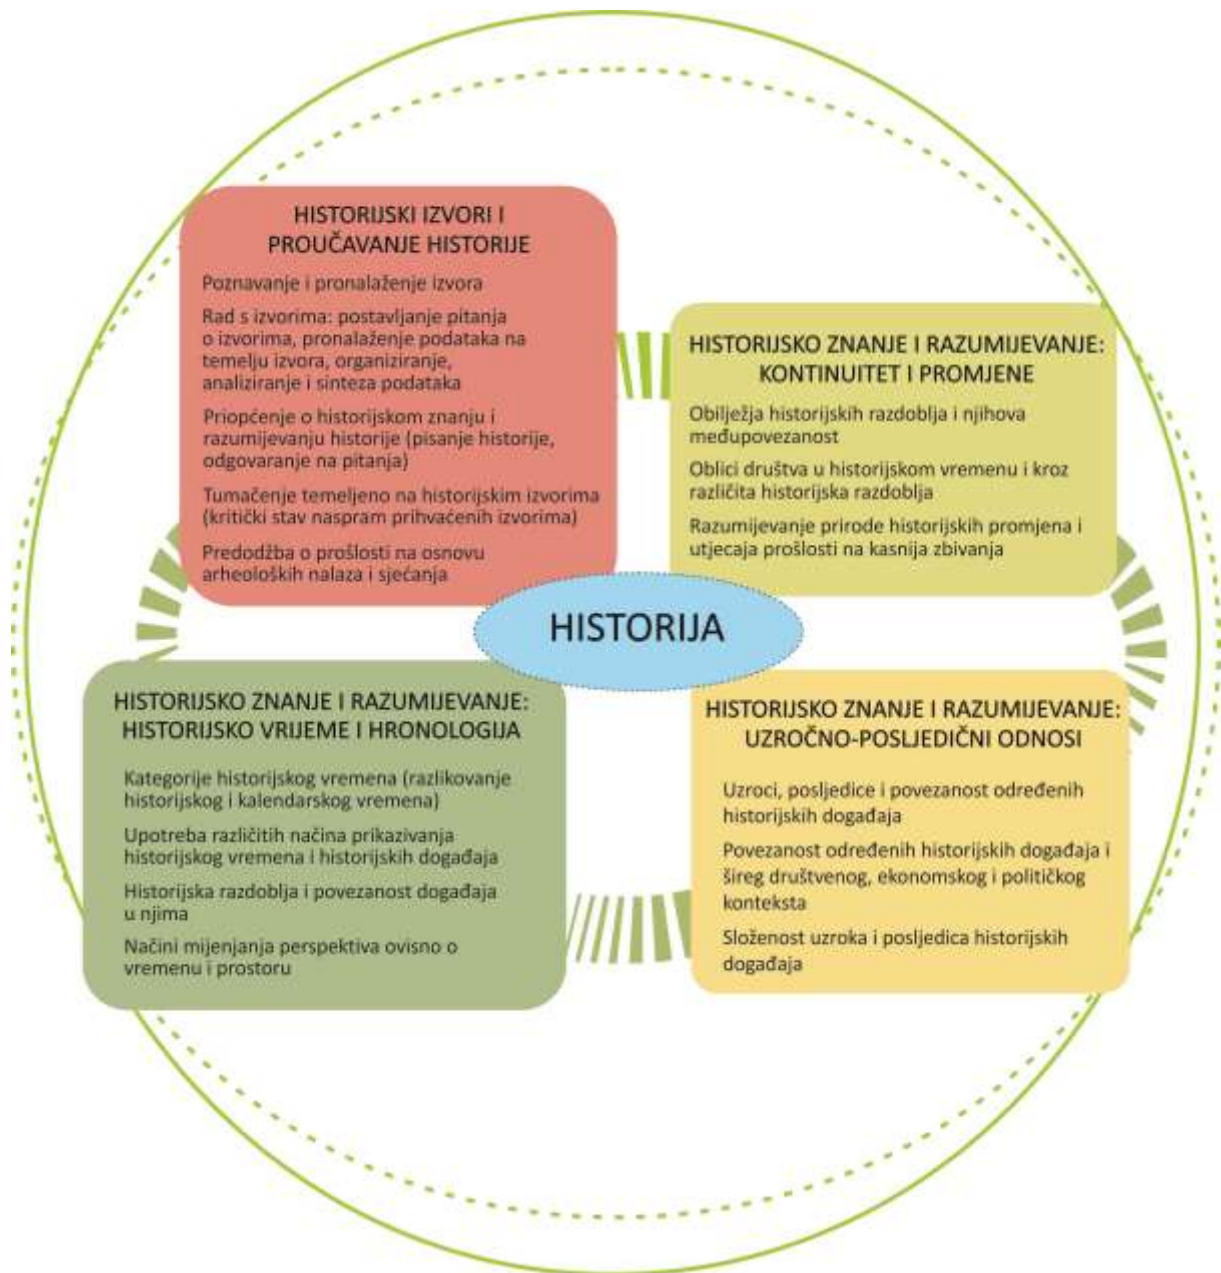 HISTORIJSKI IZVORI I
PROUČAVANJE HISTORIJE
Poznavanje i pronalaženje izvora
Rad s izvorima: postavljanje pitanja
o izvorima, pronalaženje podataka na
temelju izvora, organiziranje,
analiziranje i sinteza podataka
Priopćenje o historijskom znanju i
razumijevanju historije (pisanje historije,
odgovaranje na pitanja)
Tumačenje temeljeno na historijskim izvorima
(kritički stav naspram prihvaćenih izvorima)
Predodžba o prošlosti na osnovu
arheoloških nalaza i sjećanja
HISTORIJSKO ZNANJE I RAZUMIJEVANJE:
KONTINUITET I PROMJENE
Obilježja historijskih razdoblja i njihova
međupovezanost
Oblici društva u historijskom vremenu i kroz
različita historijska razdoblja
Razumijevanje prirode historijskih promjena i
utjecaja prošlosti na kasnija zbivanja
HISTORIJA
HISTORIJSKO ZNANJE I RAZUMIJEVANJE:
HISTORIJSKO VRIJEME I HRONOLOGIJA
Kategorije historijskog vremena (razlikovanje
historijskog i kalendarskog vremena)
Upotreba različitih načina prikazivanja
historijskog vremena i historijskih događaja
Historijska razdoblja i povezanost događaja
u njima
Načini mijenjanja perspektiva ovisno o
vremenu i prostoru
HISTORIJSKO ZNANJE I RAZUMIJEVANJE:
UZROČNO-POSLJEDIČNI ODNOSI
Uzroci, posljedice i povezanost određenih
historijskih događaja
Povezanost određenih historijskih događaja i
šireg društvenog, ekonomskog i političkog
konteksta
Složenost uzroka i posljedica historijskih
događaja